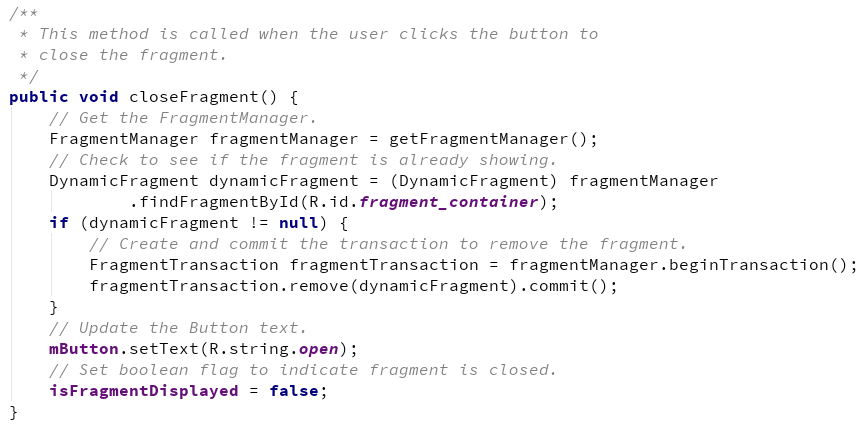 /**
 * This method is called when the user clicks the button to
 * close the fragment.
 */
public void closeFragment() {
    // Get the FragmentManager.
    FragmentManager fragmentManager = getFragmentManager();
    // Check to see if the fragment is already showing.
    DynamicFragment dynamicFragment = (DynamicFragment) fragmentManager
            .findFragmentById(R.id.fragment_container);
    if (dynamicFragment != null) {
        // Create and commit the transaction to remove the fragment.
        FragmentTransaction fragmentTransaction = fragmentManager.beginTransaction();
        fragmentTransaction.remove(dynamicFragment).commit();
    }
    // Update the Button text.
    mButton.setText(R.string.open);
    // Set boolean flag to indicate fragment is closed.
    isFragmentDisplayed = false;
}